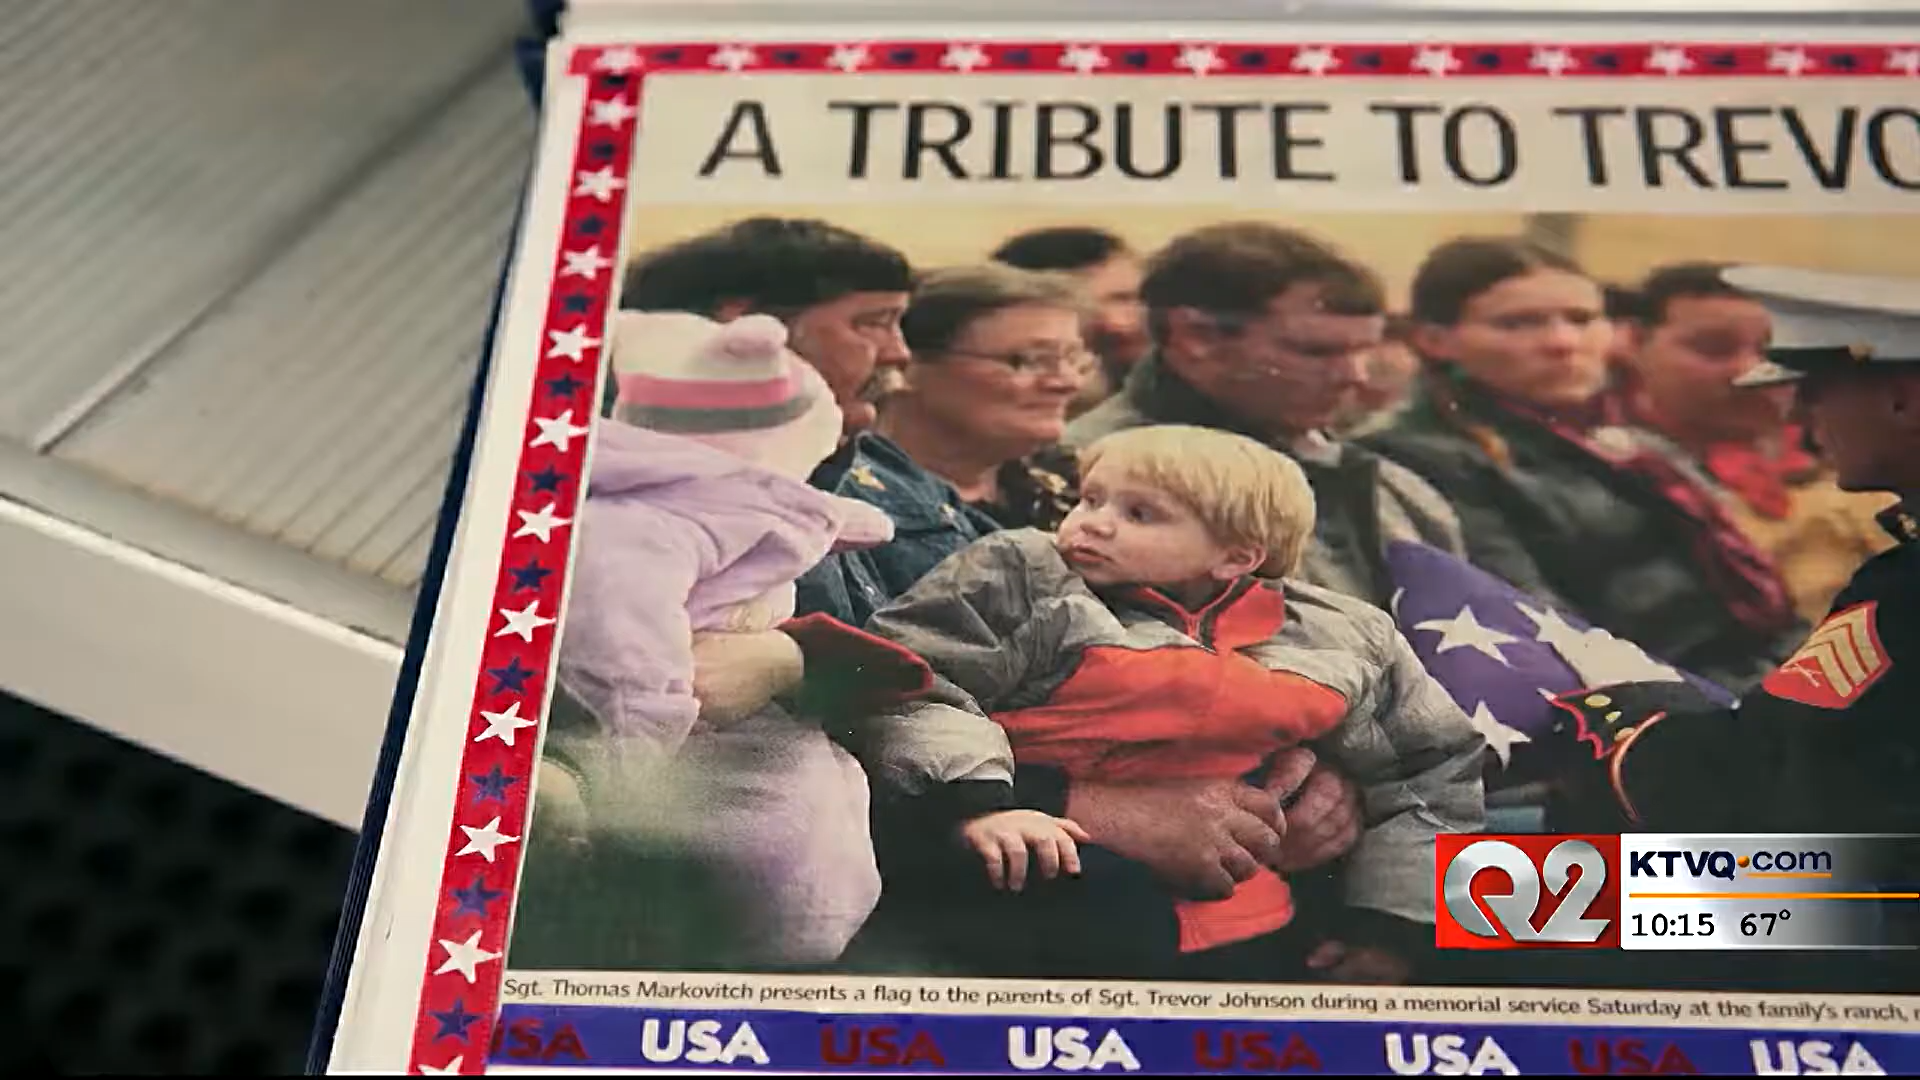 A TRIBUTE TO TREVO
Sgt. Thomas Markovitch presents a flag to the parents of Sgt. Trevor Johnson during a memorial service Saturday at the family's ranch,
USA USA USA USA USA USA USA USA
Q2
KTVQ.com
10:15 67°